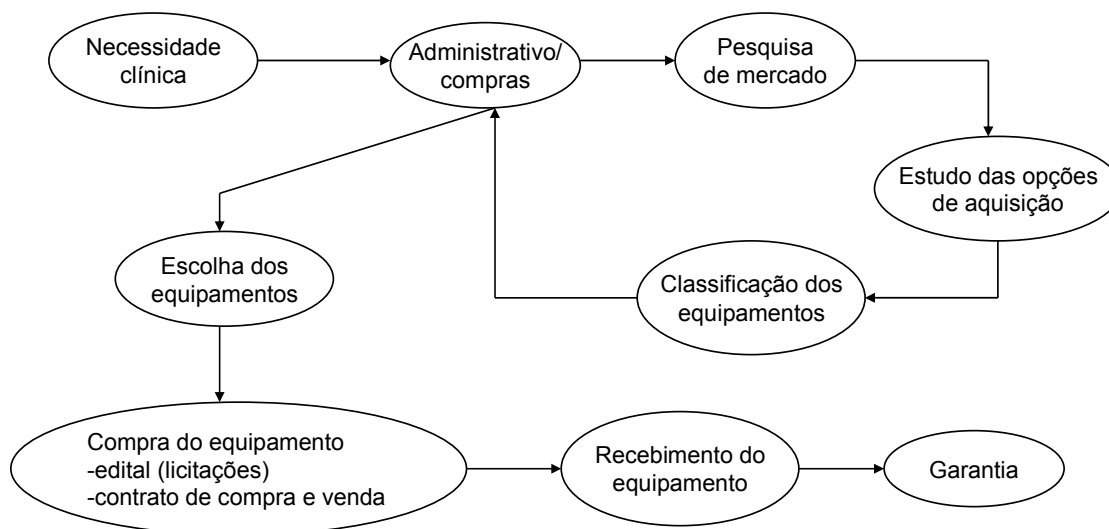 Necessidade
clínica
Administrativo/
compras
Pesquisa
de mercado
Estudo das opções
de aquisição
Classificação dos
equipamentos
Escolha dos
equipamentos
Compra do equipamento
-edital (licitações)
-contrato de compra e venda
Recebimento do
equipamento
Garantia